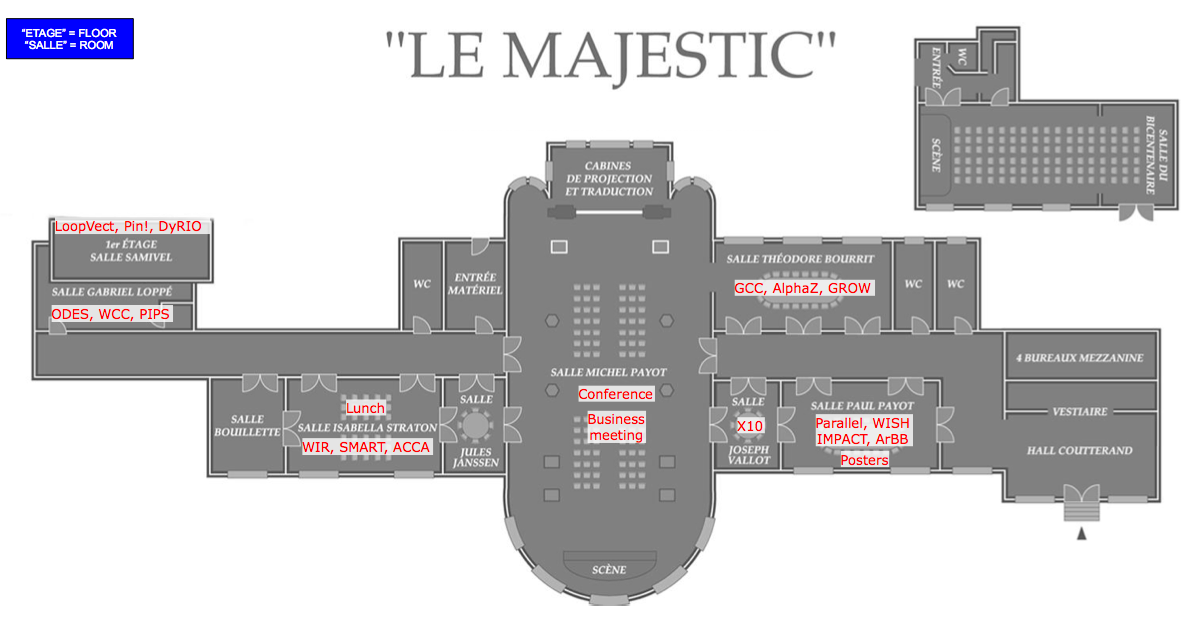 "ETAGE" = FLOOR
"SALLE" = ROOM
"LE MAJESTIC"
ENTRÉE
WC
SCÈNE
SALLE DU
BICENTENAIRE
CABINES
DE PROJECTION
ET TRADUCTION
LoopVect, Pin!, DyRIO
1er ÉTAGE
SALLE SAMIVEL
SALLE GABRIEL LOPPÉ
ODES, WCC, PIPS
WC
ENTRÉE
MATÉRIEL
SALLE THÉODORE BOURRIT
GCC, AlphaZ, GROW
WC
WC
SALLE MICHEL PAYOT
Conference
Business
meeting
4 BUREAUX MEZZANINE
VESTIAIRE
HALL COUTTERAND
SALLE
BOUILLETTE
Lunch
SALLE ISABELLA STRATON
WIR, SMART, ACCA
SALLE
JULES
JANSSEN
SALLE
X10
JOSEPH
VALLOT
SALLE PAUL PAYOT
Parallel, WISH
IMPACT, ArBB
Posters
SCÈNE